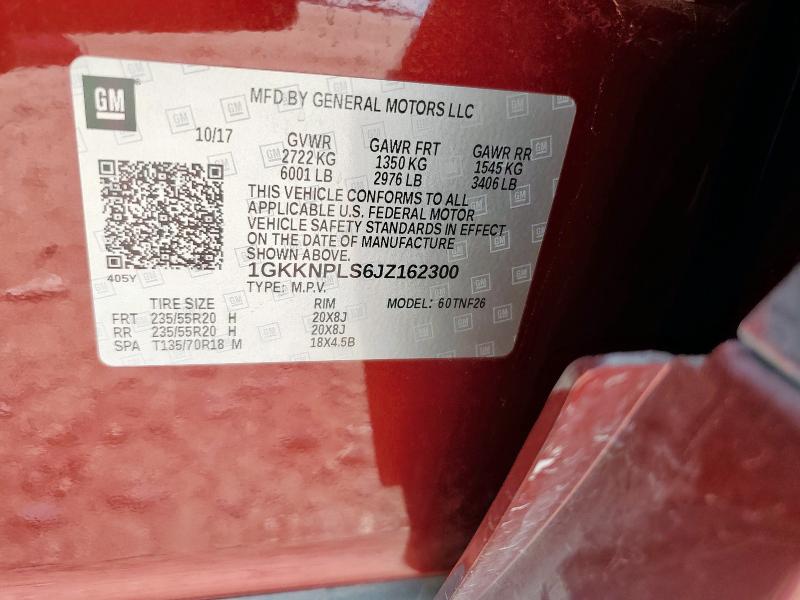 GM
MFD BY GENERAL MOTORS LLC
10/17
GVWR
2722 KG
6001 LB
GAWR FRT
1350 KG
2976 LB
GAWR RR
1545 KG
3406 LB
THIS VEHICLE CONFORMS TO ALL
APPLICABLE U.S. FEDERAL MOTOR
VEHICLE SAFETY STANDARDS IN EFFECT
ON THE DATE OF MANUFACTURE
SHOWN ABOVE.
405Y
1GKKNPLS6JZ162300
TYPE: M.P.V.
MODEL: 60TNF26
TIRE SIZE RIM
FRT 235/55R20 H 20X8J
RR 235/55R20 H 20X8J
SPA T135/70R18 M 18X4.5B